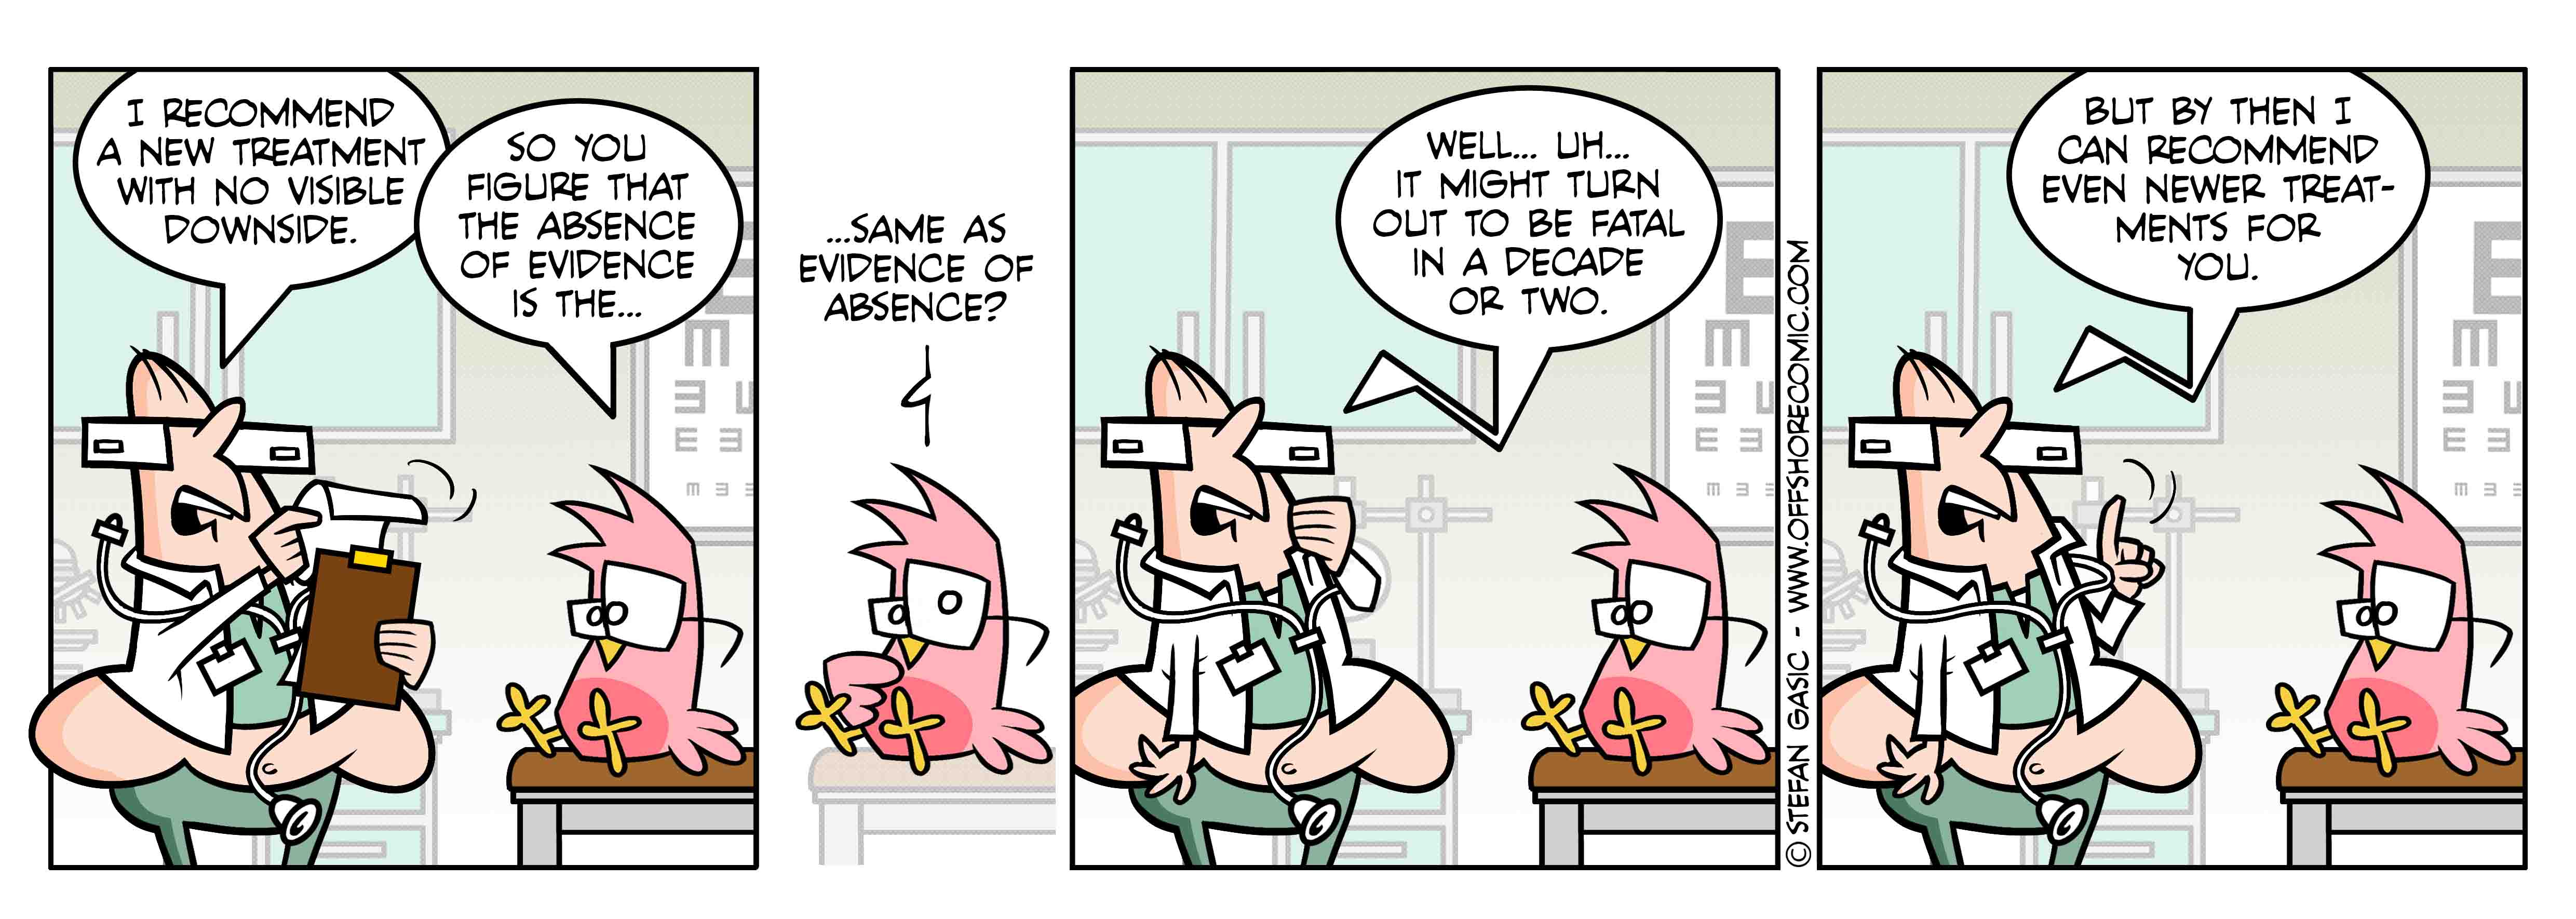 I RECOMMEND
A NEW TREATMENT
WITH NO VISIBLE
DOWNSIDE.
SO YOU
FIGURE THAT
THE ABSENCE
OF EVIDENCE
IS THE...
...SAME AS
EVIDENCE OF
ABSENCE?
WELL... UH...
IT MIGHT TURN
OUT TO BE FATAL
IN A DECADE
OR TWO.
© STEFAN GASIC - WWW.OFFSHORECOMIC.COM
BUT BY THEN I
CAN RECOMMEND
EVEN NEWER TREAT-
MENTS FOR
YOU.